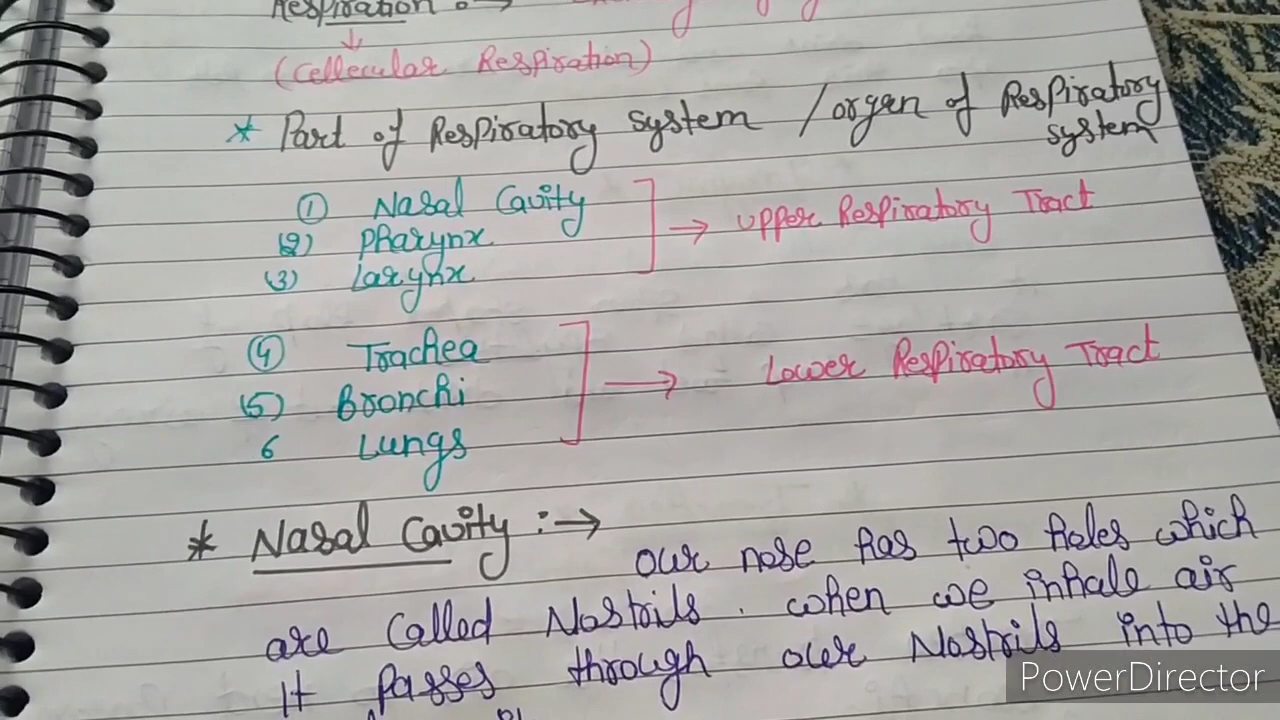 Respiration :→
(Cellecular Respiration)
* Part of Respiratory system / organ of Respiratory
system
① Nasal Cavity
(2) Pharynx
(3) Larynx
→ Upper Respiratory Tract
④ Trachea
(5) Bronchi
6 Lungs
→ Lower Respiratory Tract
* Nasal Cavity :→
our nose has two holes which
are called Nostrils. when we inhale air
It Passes through our Nostrils into the
PowerDirector